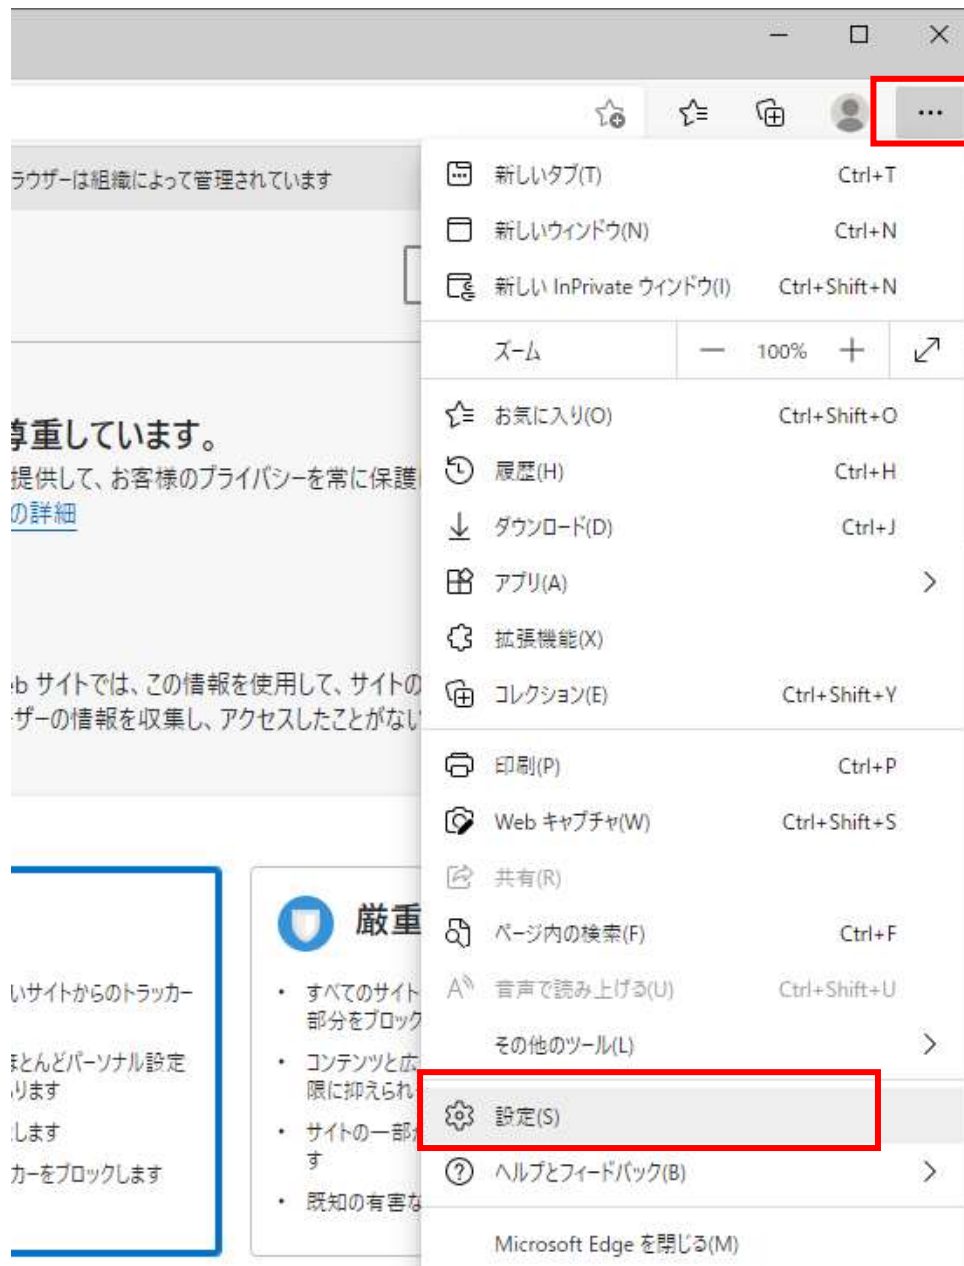 ラウザーは組織によって管理されています
新しいタブ(T) Ctrl+T
新しいウィンドウ(N) Ctrl+N
新しい InPrivate ウィンドウ(I) Ctrl+Shift+N
ズーム 100%
お気に入り(O) Ctrl+Shift+O
履歴(H) Ctrl+H
ダウンロード(D) Ctrl+J
アプリ(A)
拡張機能(X)
コレクション(E) Ctrl+Shift+Y
印刷(P) Ctrl+P
Web キャプチャ(W) Ctrl+Shift+S
共有(R)
ページ内の検索(F) Ctrl+F
音声で読み上げる(U) Ctrl+Shift+U
その他のツール(L)
設定(S)
ヘルプとフィードバック(B)
Microsoft Edge を閉じる(M)
尊重しています。
提供して、お客様のプライバシーを常に保護
の詳細
b サイトでは、この情報を使用して、サイトの
ザーの情報を収集し、アクセスしたことがない
いサイトからのトラッカー
ほとんどパーソナル設定
ります
します
カーをブロックします
厳重
・ すべてのサイト
部分をブロック
・ コンテンツと広
限に抑えられ
・ サイトの一部
す
・ 既知の有害な